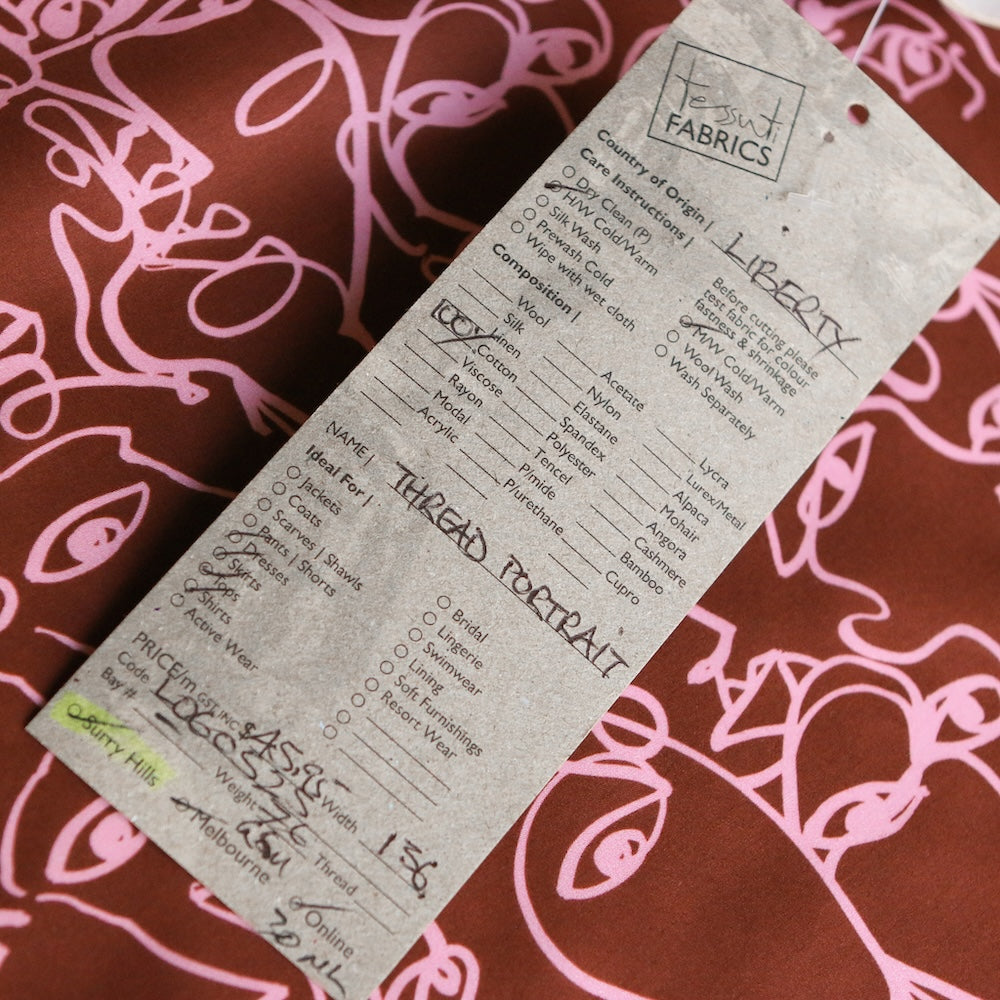 tessuti
FABRICS
Country of Origin | LIBERTY
Care Instructions |
Dry Clean (P)
H/W Cold/Warm
Silk Wash
Prewash Cold
Wipe with wet cloth
Before cutting please
test fabric for colour
fastness & shrinkage
H/W Cold/Warm
Wool Wash
Wash Separately
Composition |
Wool
Silk
Linen
100% Cotton
Viscose
Rayon
Modal
Acrylic
Acetate
Nylon
Elastane
Spandex
Polyester
Tencel
P/mide
P/urethane
Lycra
Lurex/Metal
Alpaca
Mohair
Angora
Cashmere
Bamboo
Cupro
NAME | THREAD PORTRAIT
Ideal For |
Jackets
Coats
Scarves | Shawls
Pants | Shorts
Dresses
Skirts
Tops
Shirts
Active Wear
Bridal
Lingerie
Swimwear
Lining
Soft Furnishings
Resort Wear
PRICE/m GST INC $
Width 136
Code
Bay #
Weight
Thread
Surry Hills
Melbourne
Online